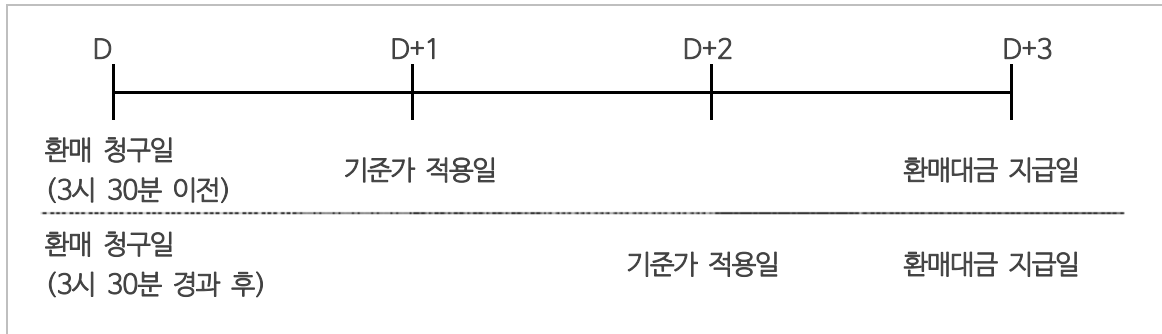 D D+1 D+2 D+3
환매 청구일
(3시 30분 이전)
기준가 적용일
환매대금 지급일
환매 청구일
(3시 30분 경과 후)
기준가 적용일
환매대금 지급일